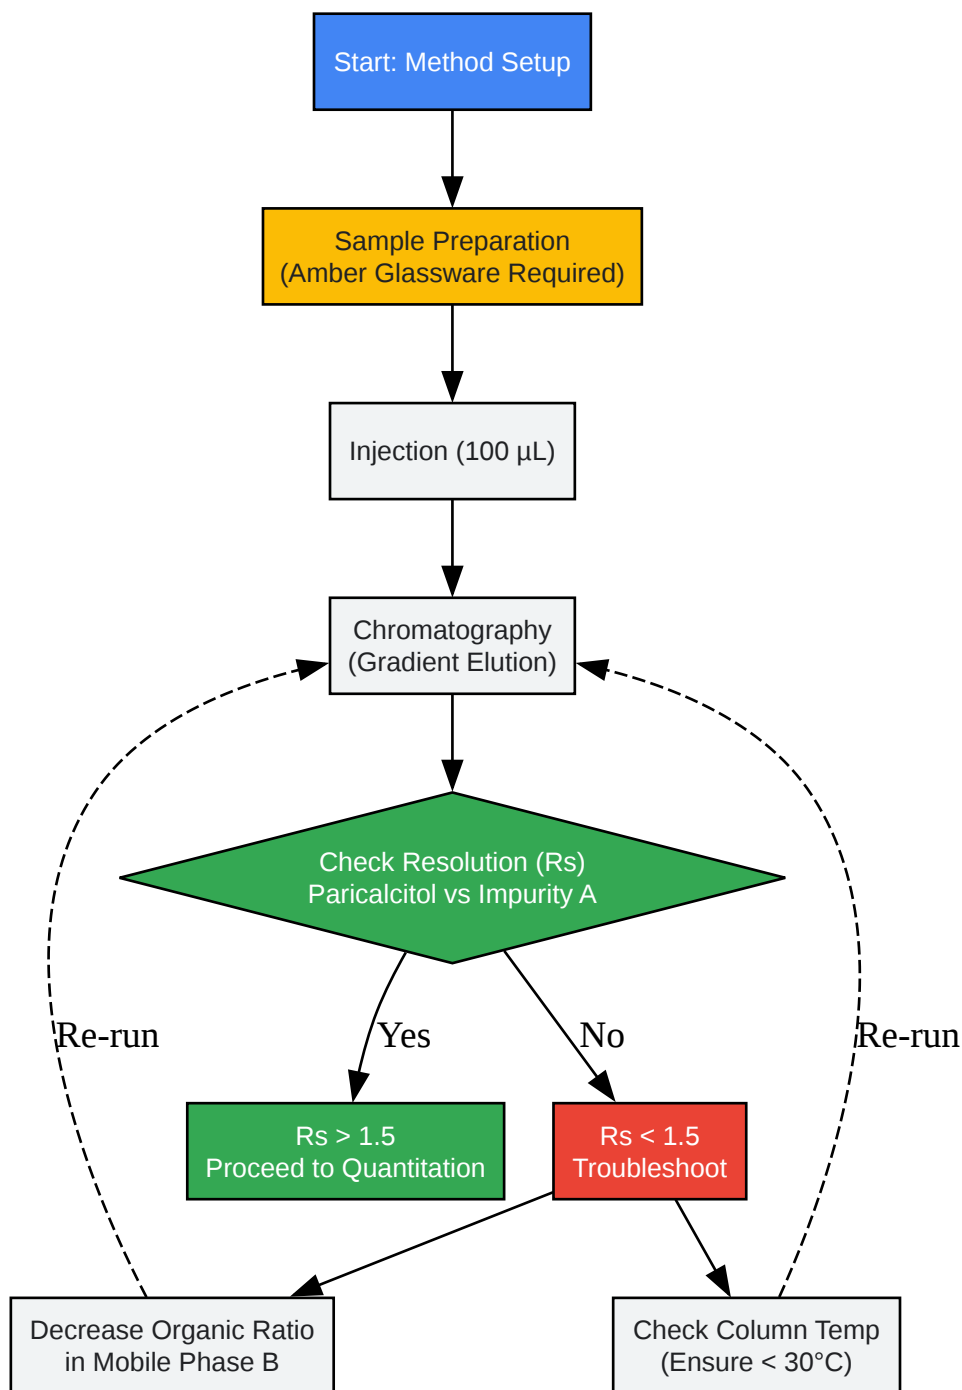 Start: Method Setup
Sample Preparation
(Amber Glassware Required)
Injection (100 µL)
Chromatography
(Gradient Elution)
Check Resolution (Rs)
Paricalcitol vs Impurity A
Re-run
Yes
No
Re-run
Rs > 1.5
Proceed to Quantitation
Rs < 1.5
Troubleshoot
Decrease Organic Ratio
in Mobile Phase B
Check Column Temp
(Ensure < 30°C)